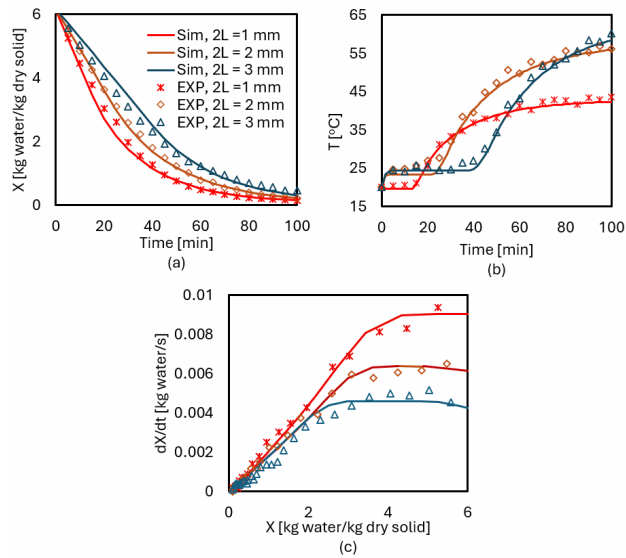 6
4
2
0
X [kg water/kg dry solid]
Sim, 2L =1 mm
Sim, 2L = 2 mm
Sim, 2L = 3 mm
EXP, 2L =1 mm
EXP, 2L = 2 mm
EXP, 2L = 3 mm
0 20 40 60 80 100
Time [min]
(a)
65
55
45
35
25
15
T [°C]
0 20 40 60 80 100
Time [min]
(b)
0.01
0.008
0.006
0.004
0.002
0
dX/dt [kg water/s]
0 2 4 6
X [kg water/kg dry solid]
(c)